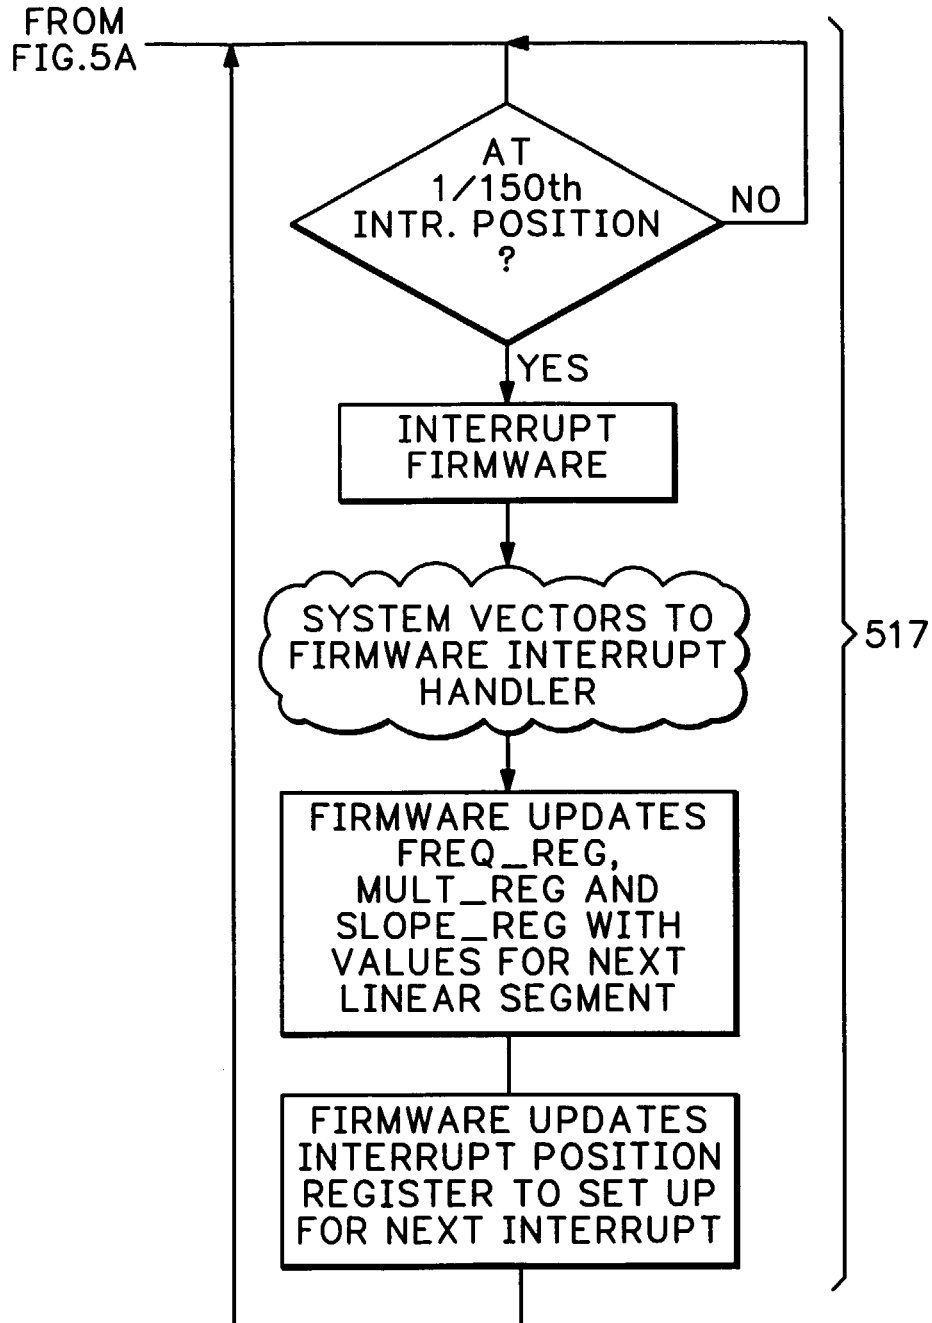 FROM
FIG.5A
AT
1/150th
INTR. POSITION
?
NO
YES
INTERRUPT
FIRMWARE
SYSTEM VECTORS TO
FIRMWARE INTERRUPT
HANDLER
517
FIRMWARE UPDATES
FREQ_REG,
MULT_REG AND
SLOPE_REG WITH
VALUES FOR NEXT
LINEAR SEGMENT
FIRMWARE UPDATES
INTERRUPT POSITION
REGISTER TO SET UP
FOR NEXT INTERRUPT